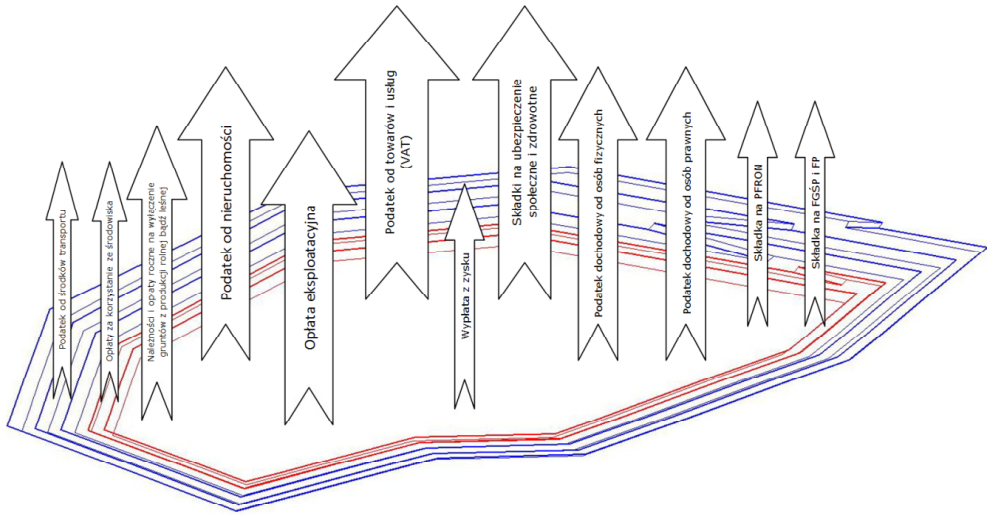 Podatek od środków transportu
Opłaty za korzystanie ze środowiska
Należności i opaty roczne na wyłączenie
gruntów z produkcji rolnej bądź leśnej
Podatek od nieruchomości
Opłata eksploatacyjna
Podatek od towarów i usług
(VAT)
Wypłata z zysku
Składki na ubezpieczenie
społeczne i zdrowotne
Podatek dochodowy od osób fizycznych
Podatek dochodowy od osób prawnych
Składka na PFRON
Składka na FGŚP i FP